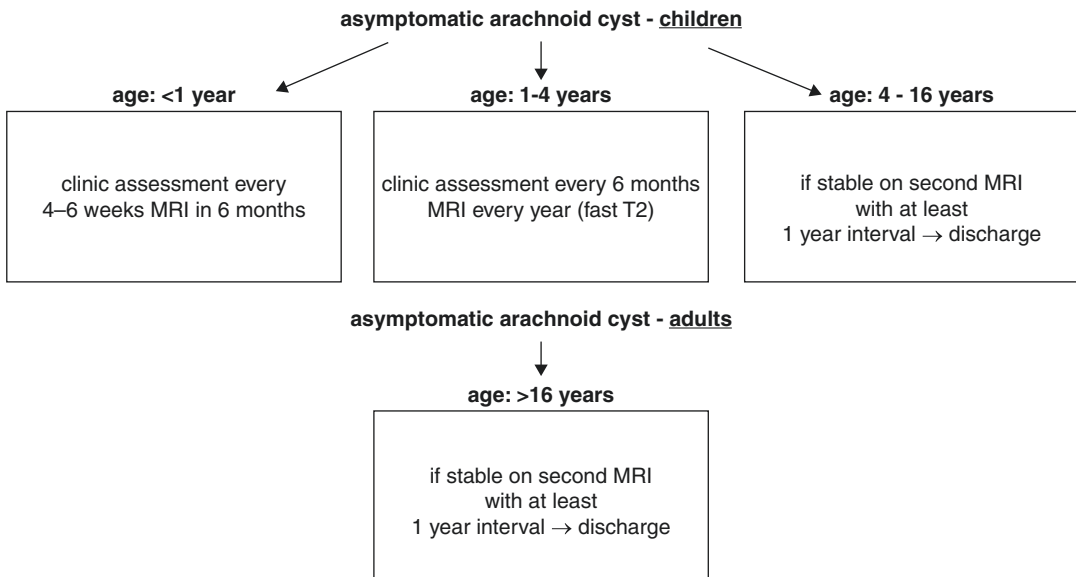 asymptomatic arachnoid cyst - children
age: <1 year
clinic assessment every
4–6 weeks MRI in 6 months
age: 1-4 years
clinic assessment every 6 months
MRI every year (fast T2)
age: 4 - 16 years
if stable on second MRI
with at least
1 year interval → discharge
asymptomatic arachnoid cyst - adults
age: >16 years
if stable on second MRI
with at least
1 year interval → discharge